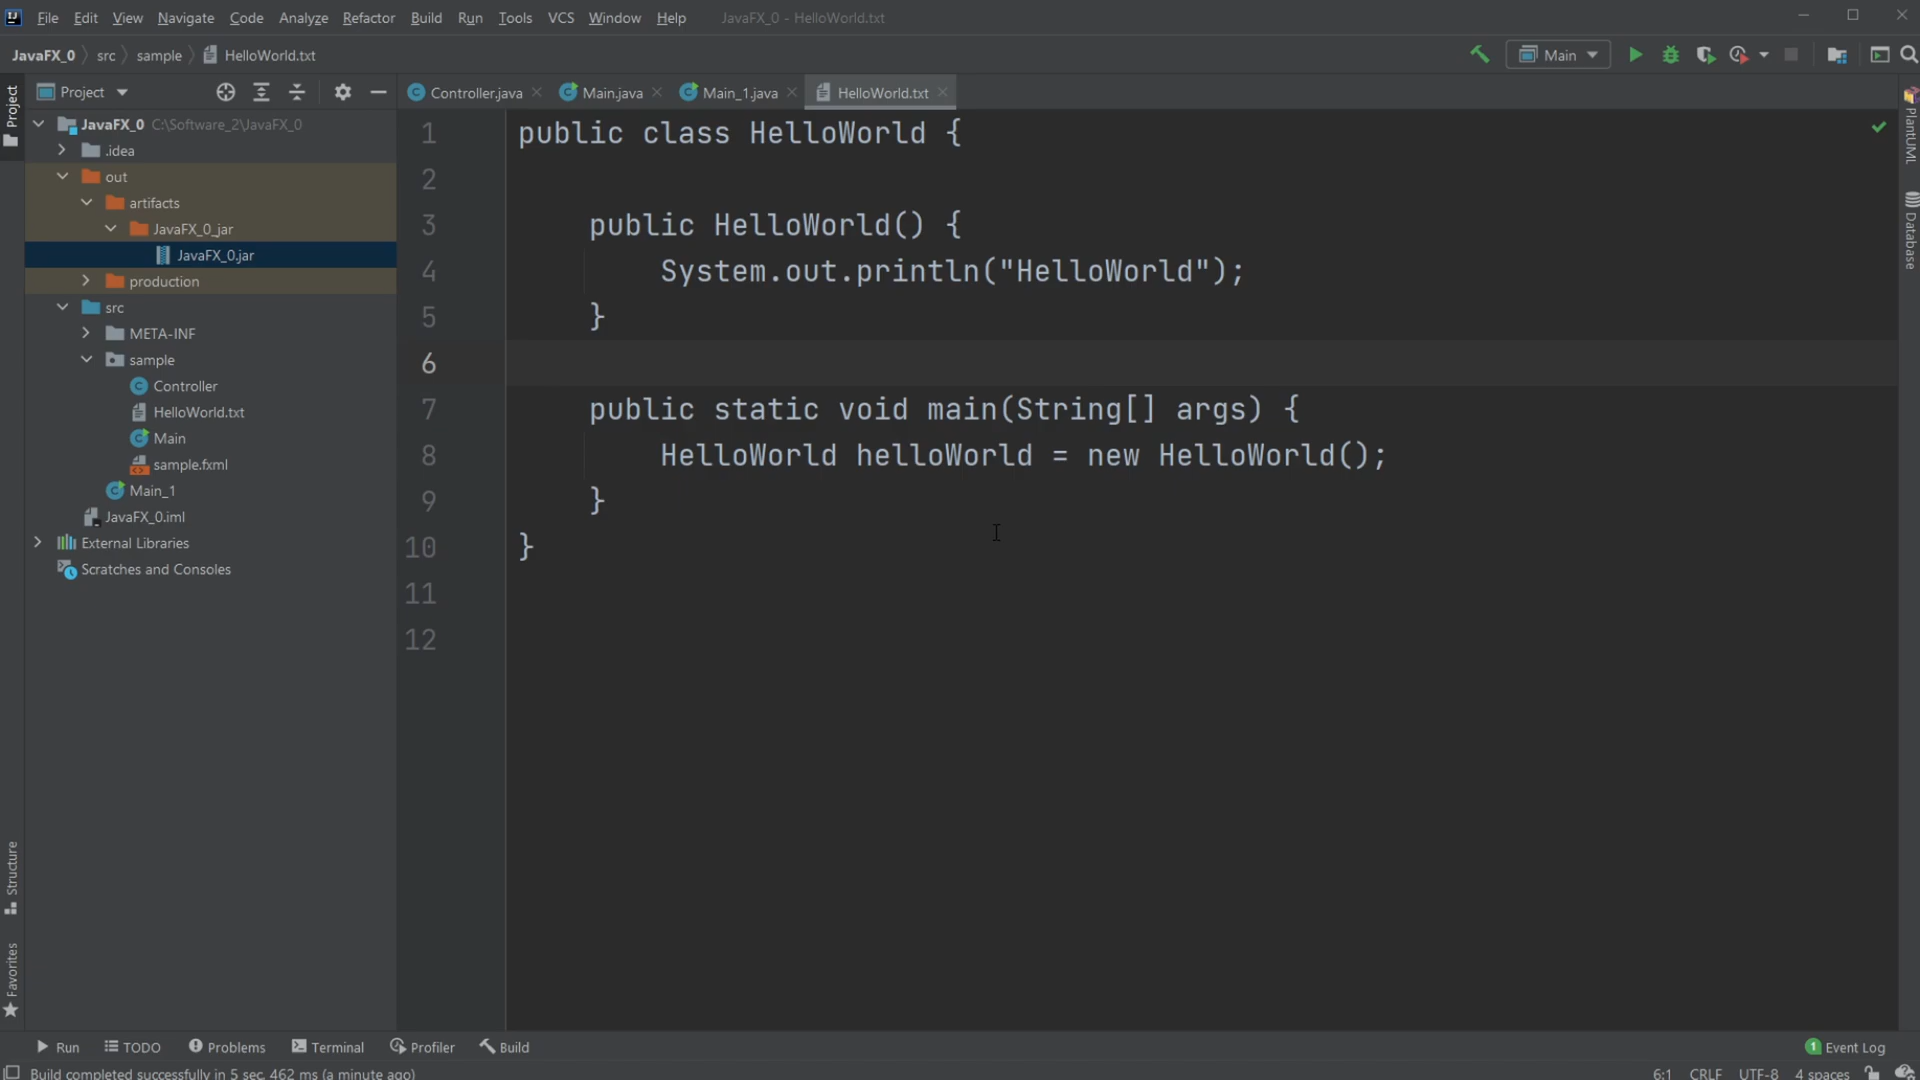 File Edit View Navigate Code Analyze Refactor Build Run Tools VCS Window Help JavaFX_0 - HelloWorld.txt
JavaFX_0 src sample HelloWorld.txt Main
Project
Project
Controller.java Main.java Main_1.java HelloWorld.txt
JavaFX_0 C:\Software_2\JavaFX_0
.idea
out
artifacts
JavaFX_0_jar
JavaFX_0.jar
production
src
META-INF
sample
Controller
HelloWorld.txt
Main
sample.fxml
Main_1
JavaFX_0.iml
External Libraries
Scratches and Consoles
Structure
Favorites
1 public class HelloWorld {
2
3 public HelloWorld() {
4 System.out.println("HelloWorld");
5 }
6
7 public static void main(String[] args) {
8 HelloWorld helloWorld = new HelloWorld();
9 }
10 }
11
12
PlantUML
Database
Run TODO Problems Terminal Profiler Build 1 Event Log
Build completed successfully in 5 sec, 462 ms (a minute ago) 6:1 CRLF UTF-8 4 spaces